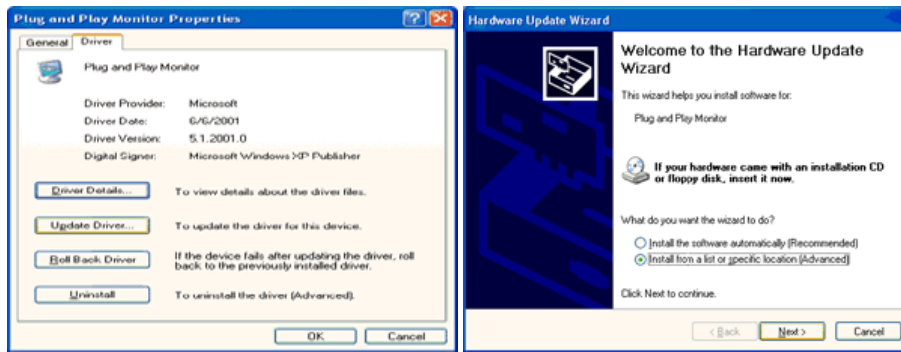 Plug and Play Monitor Properties
General
Driver
Plug and Play Monitor
Driver Provider: Microsoft
Driver Date: 6/6/2001
Driver Version: 5.1.2001.0
Digital Signer: Microsoft Windows XP Publisher
Driver Details...
To view details about the driver files.
Update Driver...
To update the driver for this device.
Roll Back Driver
If the device fails after updating the driver, roll
back to the previously installed driver.
Uninstall
To uninstall the driver (Advanced).
OK
Cancel
Hardware Update Wizard
Welcome to the Hardware Update
Wizard
This wizard helps you install software for:
Plug and Play Monitor
If your hardware came with an installation CD
or floppy disk, insert it now.
What do you want the wizard to do?
Install the software automatically (Recommended)
Install from a list or specific location (Advanced)
Click Next to continue.
< Back
Next >
Cancel